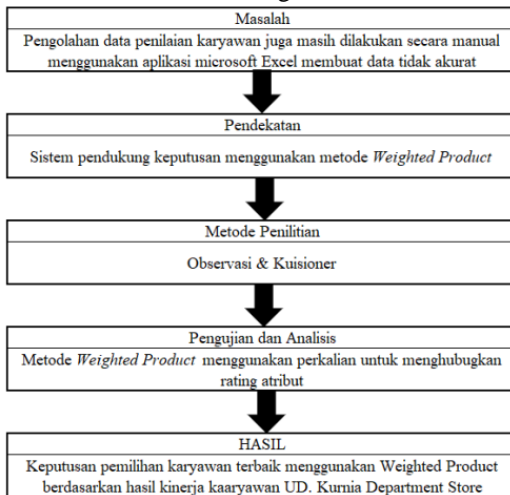 Masalah
Pengolahan data penilaian karyawan juga masih dilakukan secara manual
menggunakan aplikasi microsoft Excel membuat data tidak akurat
Pendekatan
Sistem pendukung keputusan menggunakan metode Weighted Product
Metode Penilitian
Observasi & Kuisioner
Pengujian dan Analisis
Metode Weighted Product menggunakan perkalian untuk menghubugkan
rating atribut
HASIL
Keputusan pemilihan karyawan terbaik menggunakan Weighted Product
berdasarkan hasil kinerja kaaryawan UD. Kurnia Department Store